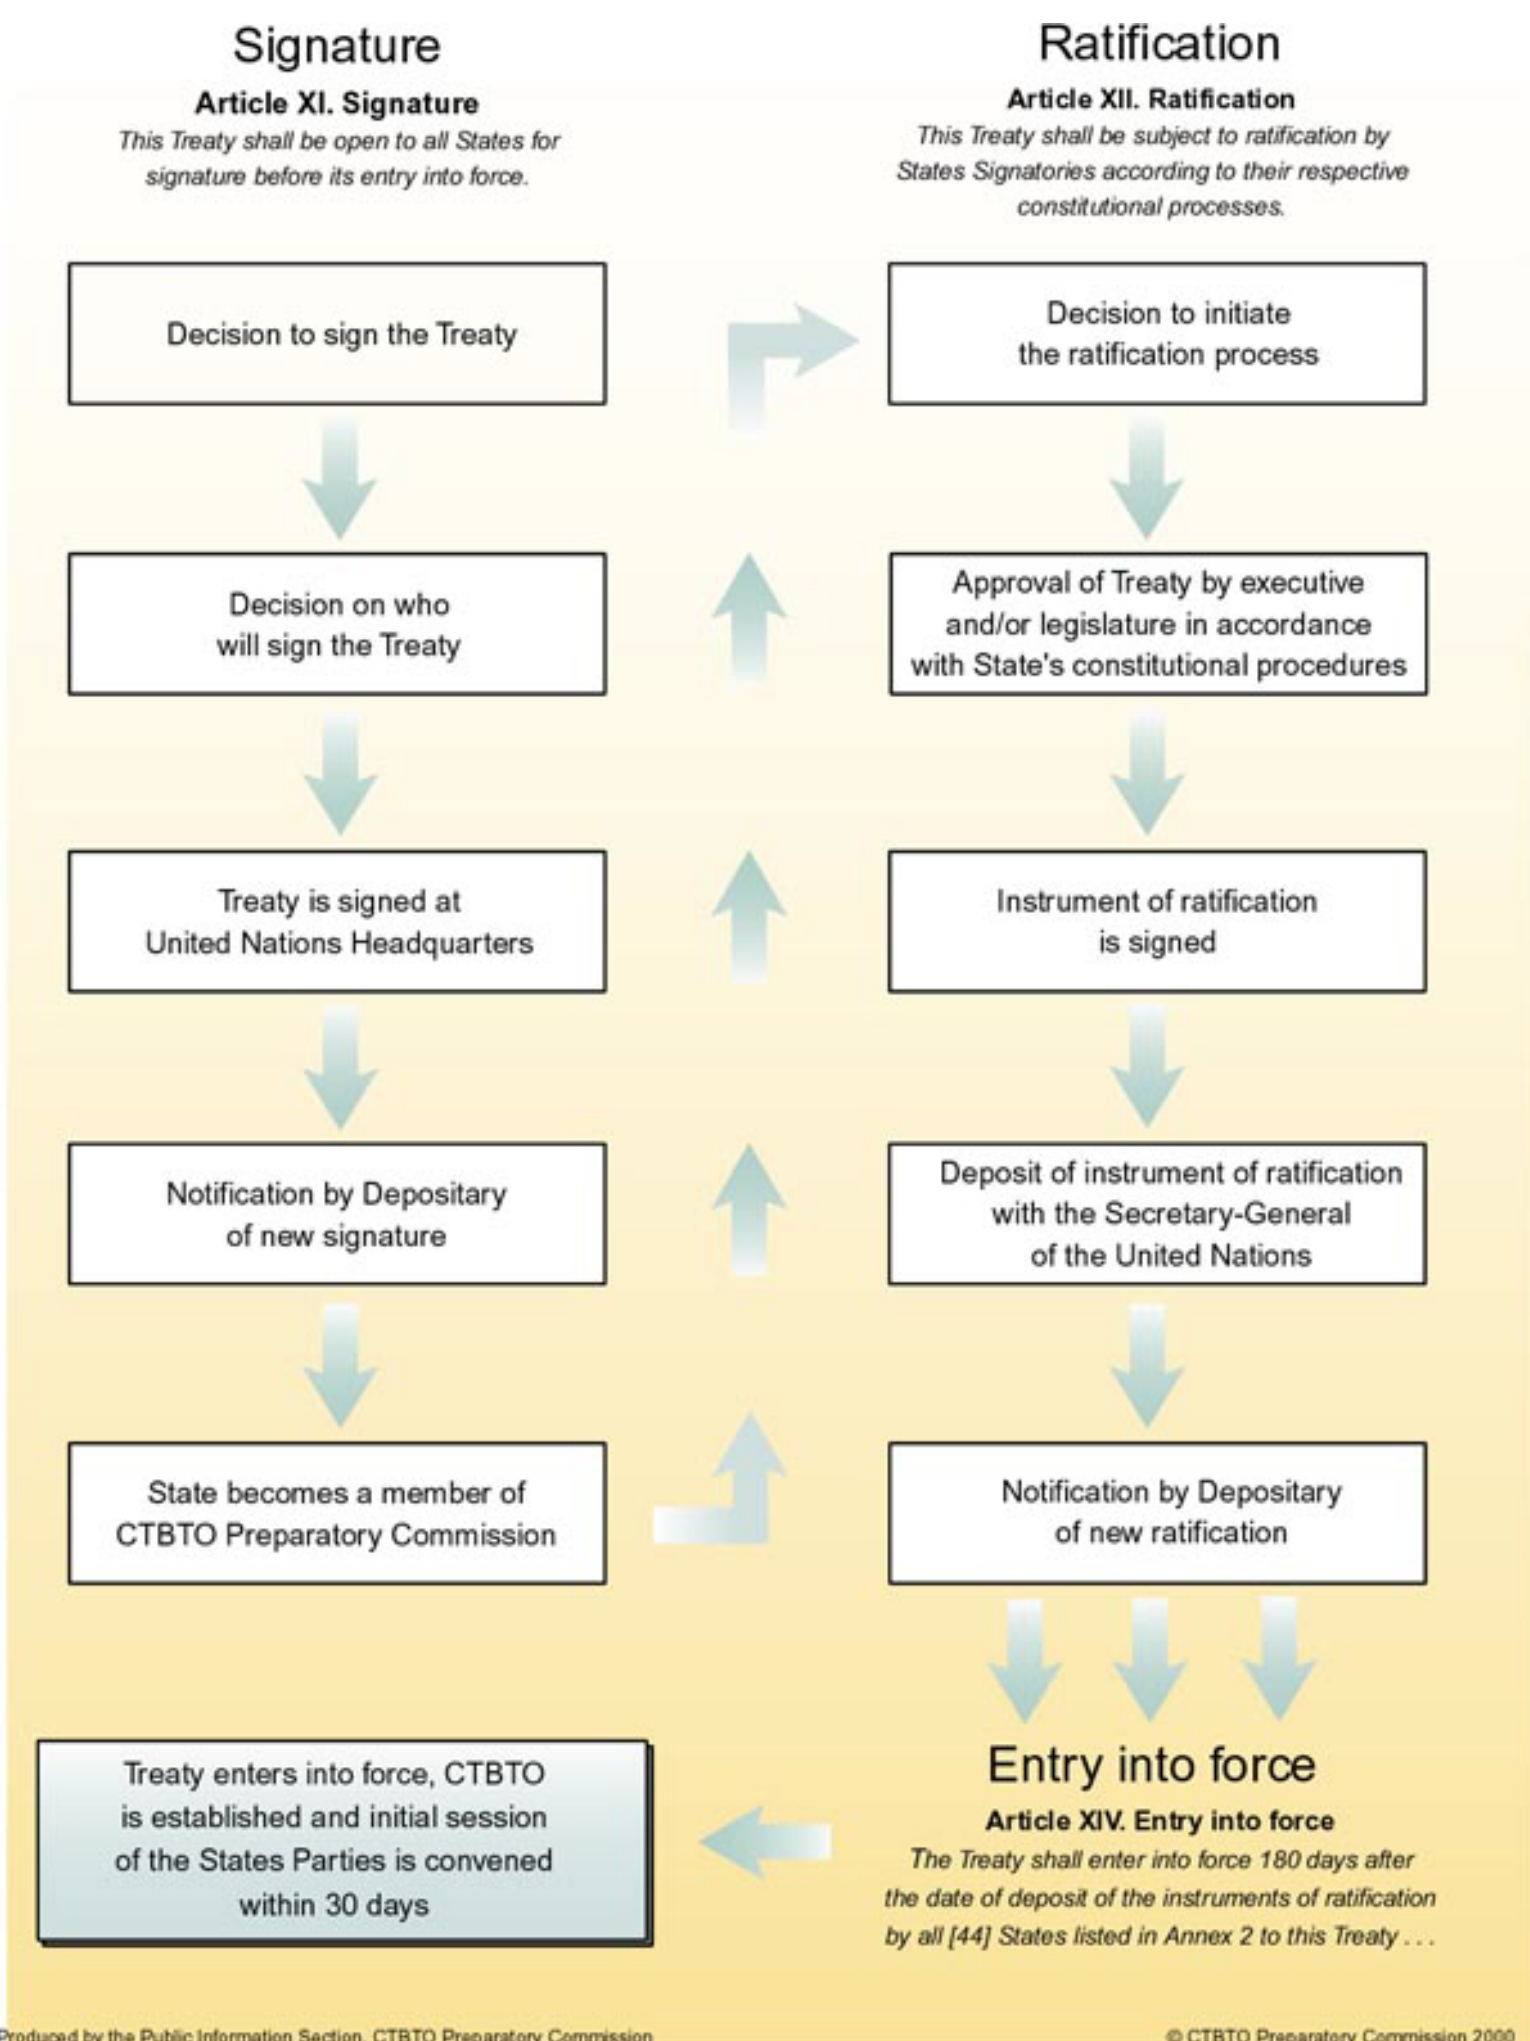 Signature
Article XI. Signature
This Treaty shall be open to all States for
signature before its entry into force.
Decision to sign the Treaty
Decision on who
will sign the Treaty
Treaty is signed at
United Nations Headquarters
Notification by Depositary
of new signature
State becomes a member of
CTBTO Preparatory Commission
Ratification
Article XII. Ratification
This Treaty shall be subject to ratification by
States Signatories according to their respective
constitutional processes.
Decision to initiate
the ratification process
Approval of Treaty by executive
and/or legislature in accordance
with State's constitutional procedures
Instrument of ratification
is signed
Deposit of instrument of ratification
with the Secretary-General
of the United Nations
Notification by Depositary
of new ratification
Entry into force
Article XIV. Entry into force
The Treaty shall enter into force 180 days after
the date of deposit of the instruments of ratification
by all [44] States listed in Annex 2 to this Treaty . . .
Treaty enters into force, CTBTO
is established and initial session
of the States Parties is convened
within 30 days
Produced by the Public Information Section, CTBTO Preparatory Commission
© CTBTO Preparatory Commission 2000